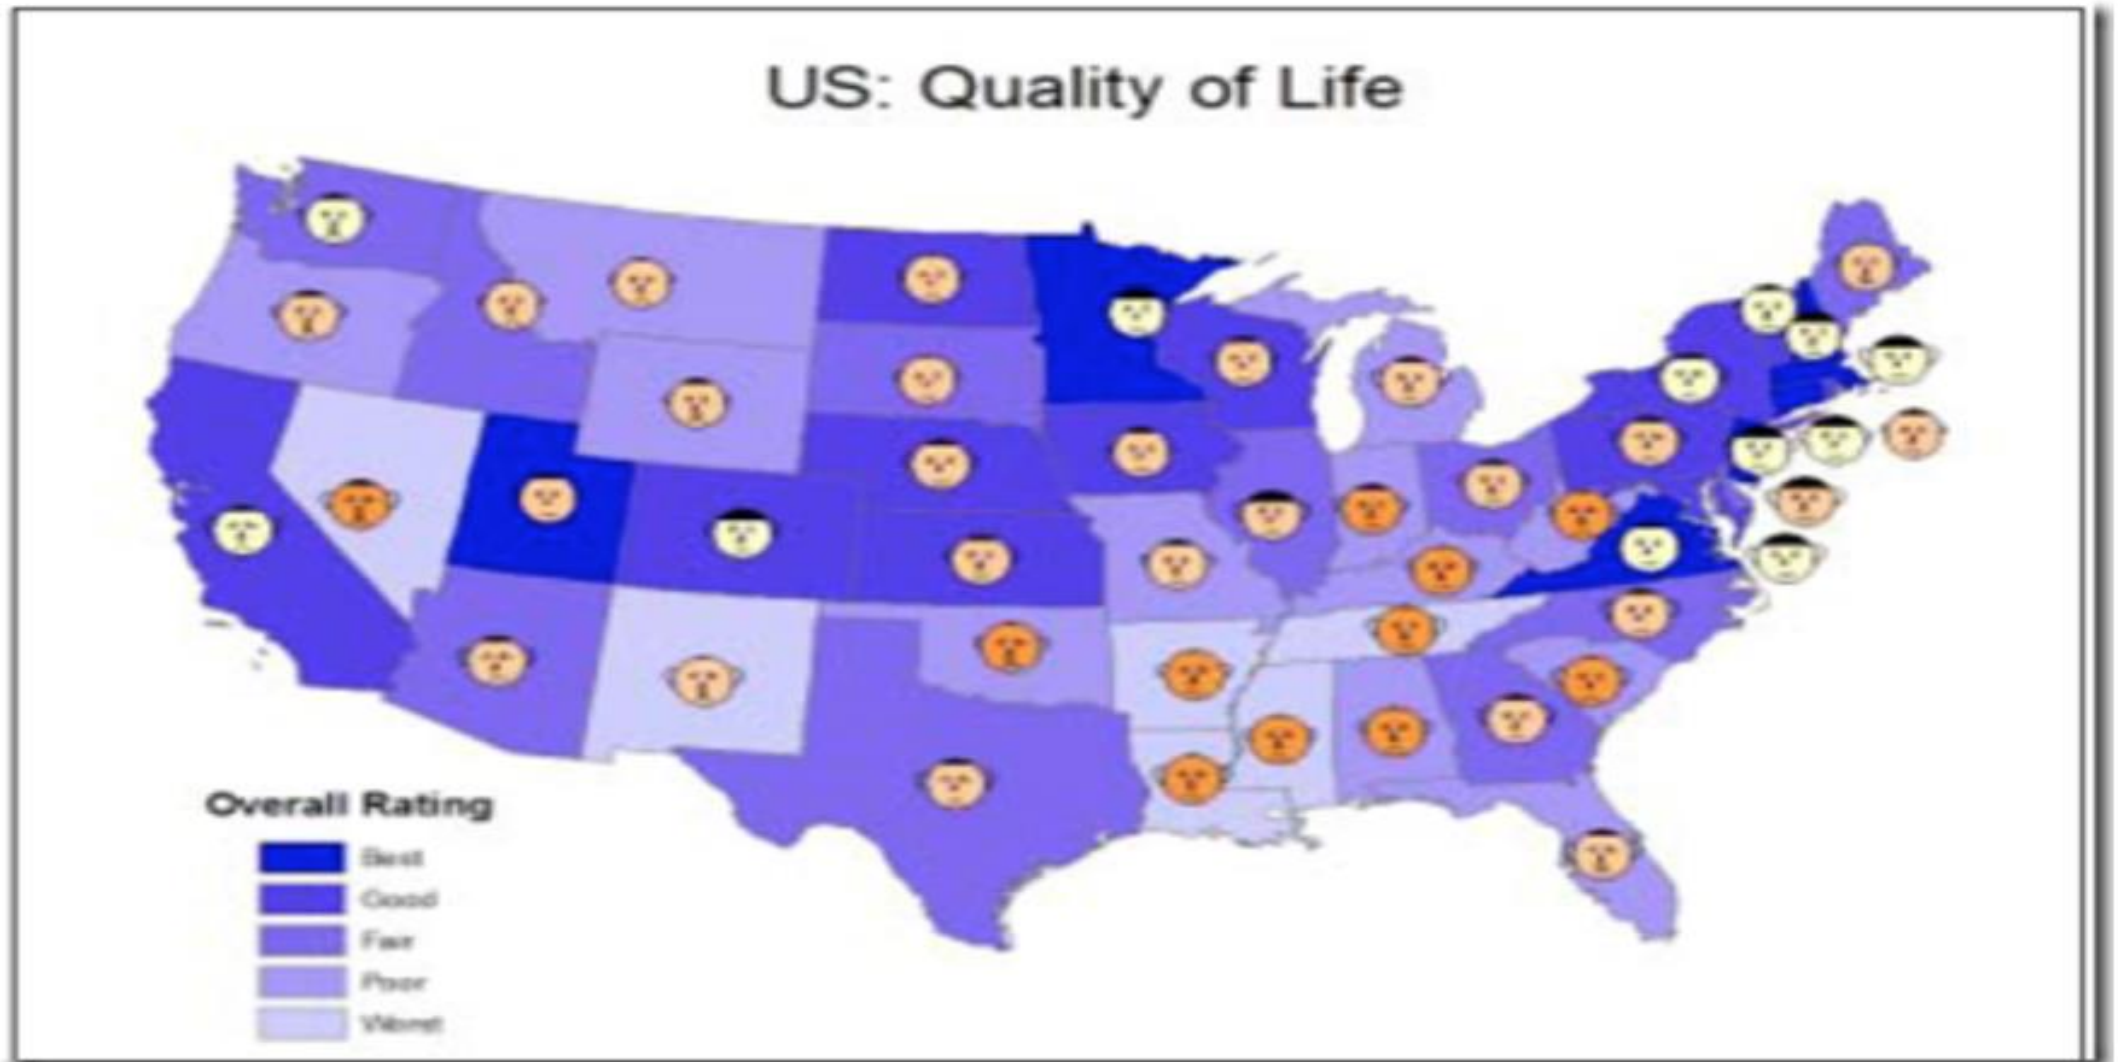 US: Quality of Life
Overall Rating
Best
Good
Fair
Poor
Worst